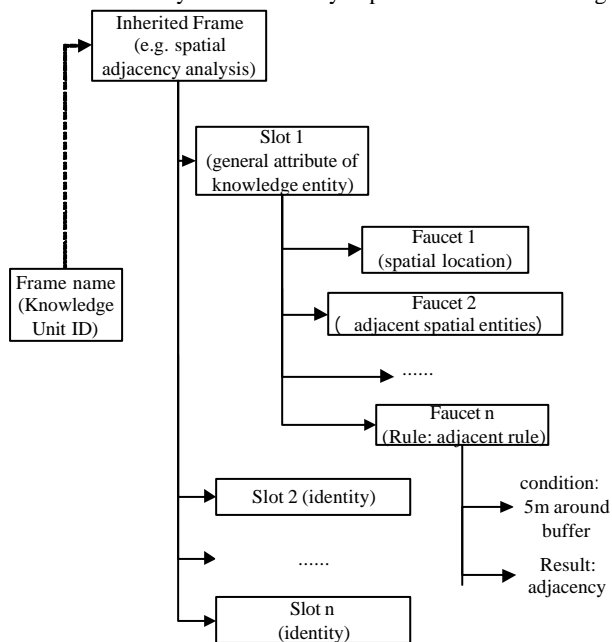 Inherited Frame
(e.g. spatial
adjacency analysis)
Slot 1
(general attribute of
knowledge entity)
Faucet 1
(spatial location)
Frame name
(Knowledge
Unit ID)
Faucet 2
( adjacent spatial entities)
......
Faucet n
(Rule: adjacent rule)
condition:
5m around
buffer
Slot 2 (identity)
......
Result:
adjacency
Slot n
(identity)